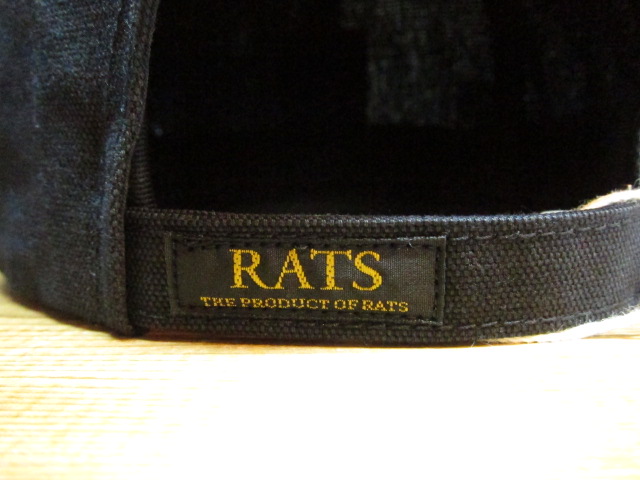 RATS
THE PRODUCT OF RATS